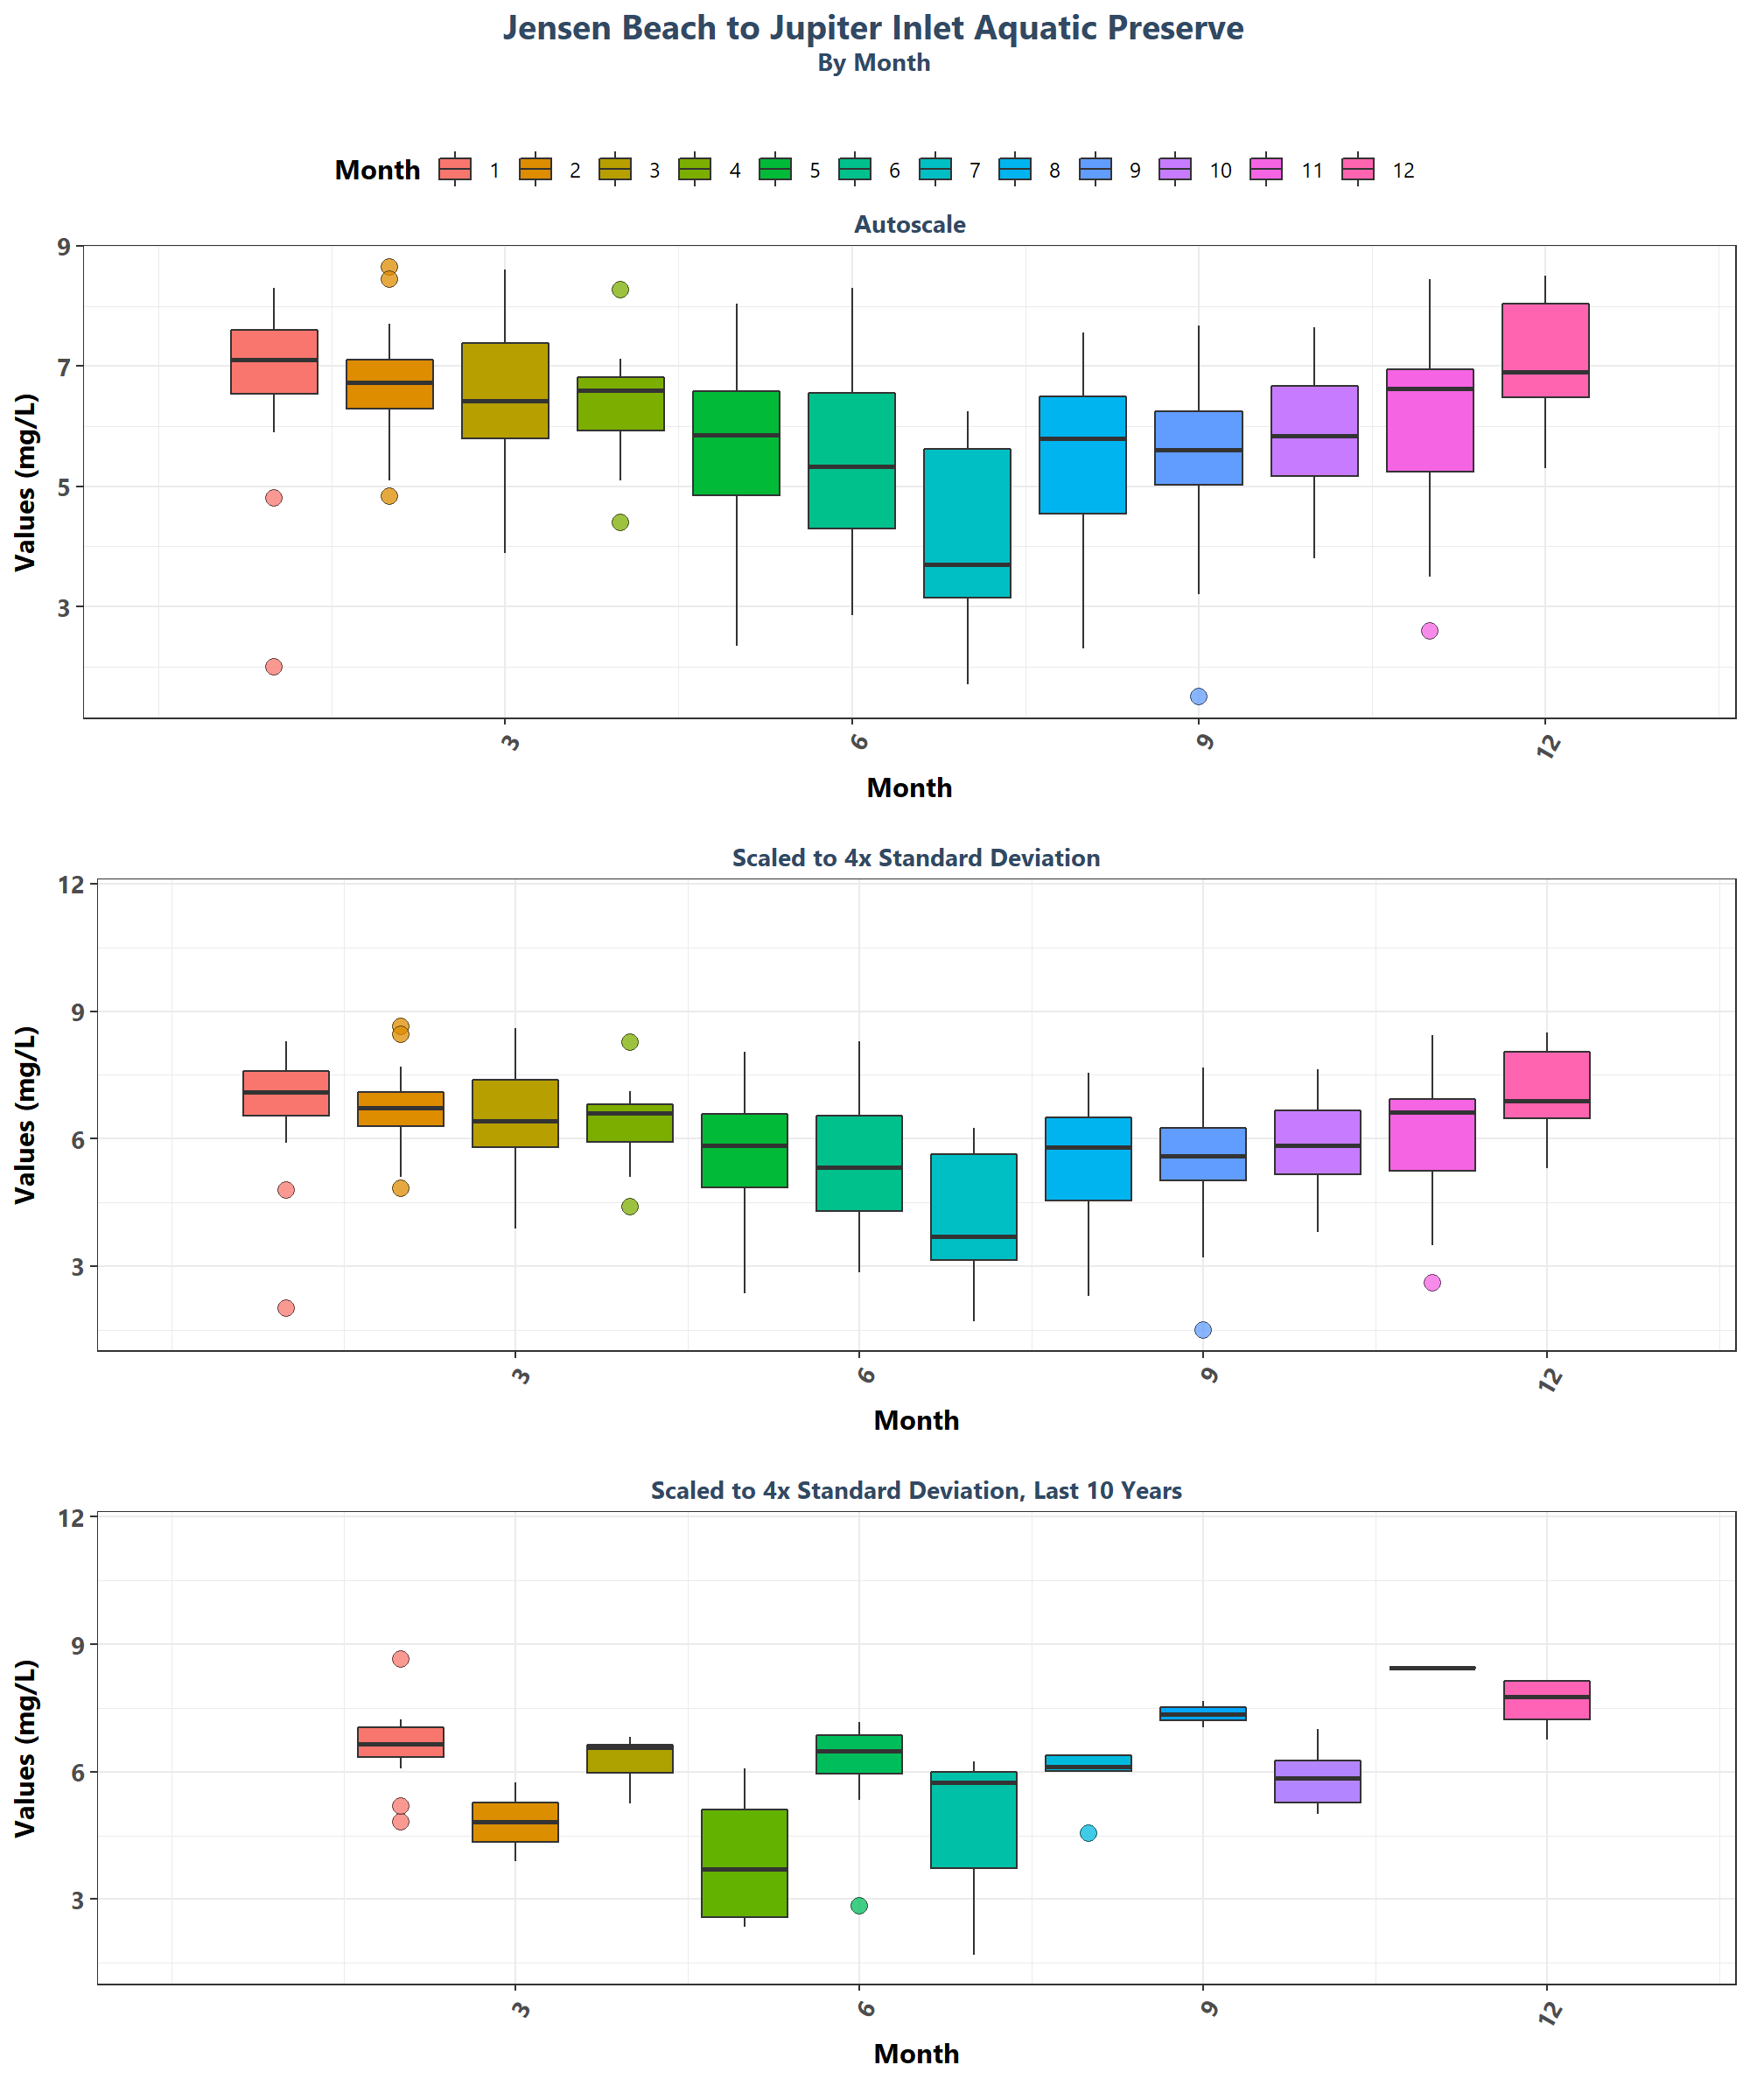 Jensen Beach to Jupiter Inlet Aquatic Preserve
By Month
Month 1 2 3 4 5 6 7 8 9 10 11 12
Autoscale
Values (mg/L)
9
7
5
3
3 6 9 12
Month
Scaled to 4x Standard Deviation
Values (mg/L)
12
9
6
3
3 6 9 12
Month
Scaled to 4x Standard Deviation, Last 10 Years
Values (mg/L)
12
9
6
3
3 6 9 12
Month